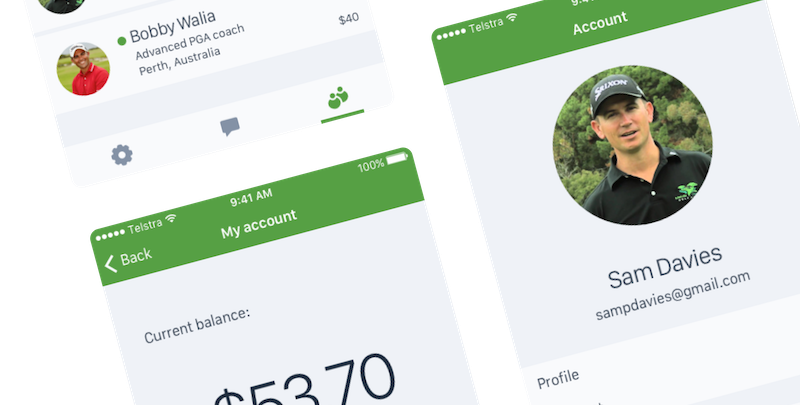 Bobby Walia
Advanced PGA coach
Perth, Australia
$40
Telstra
9:41 AM
100%
Back
My account
Current balance:
$53.70
Telstra
Account
SRIXON
Sam Davies
sampdavies@gmail.com
Profile